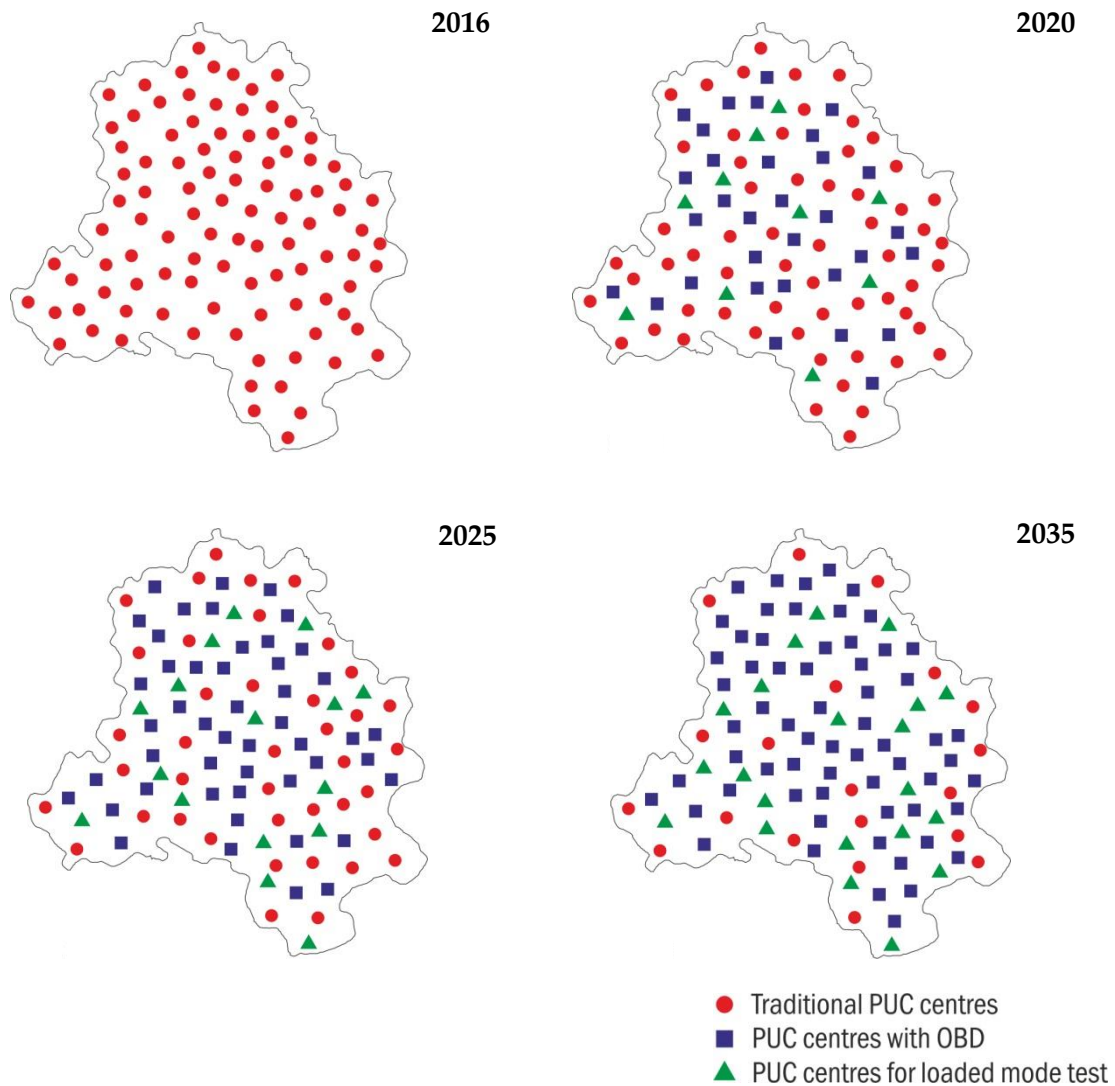 2016
2020
2025
2035
Traditional PUC centres
PUC centres with OBD
PUC centres for loaded mode test